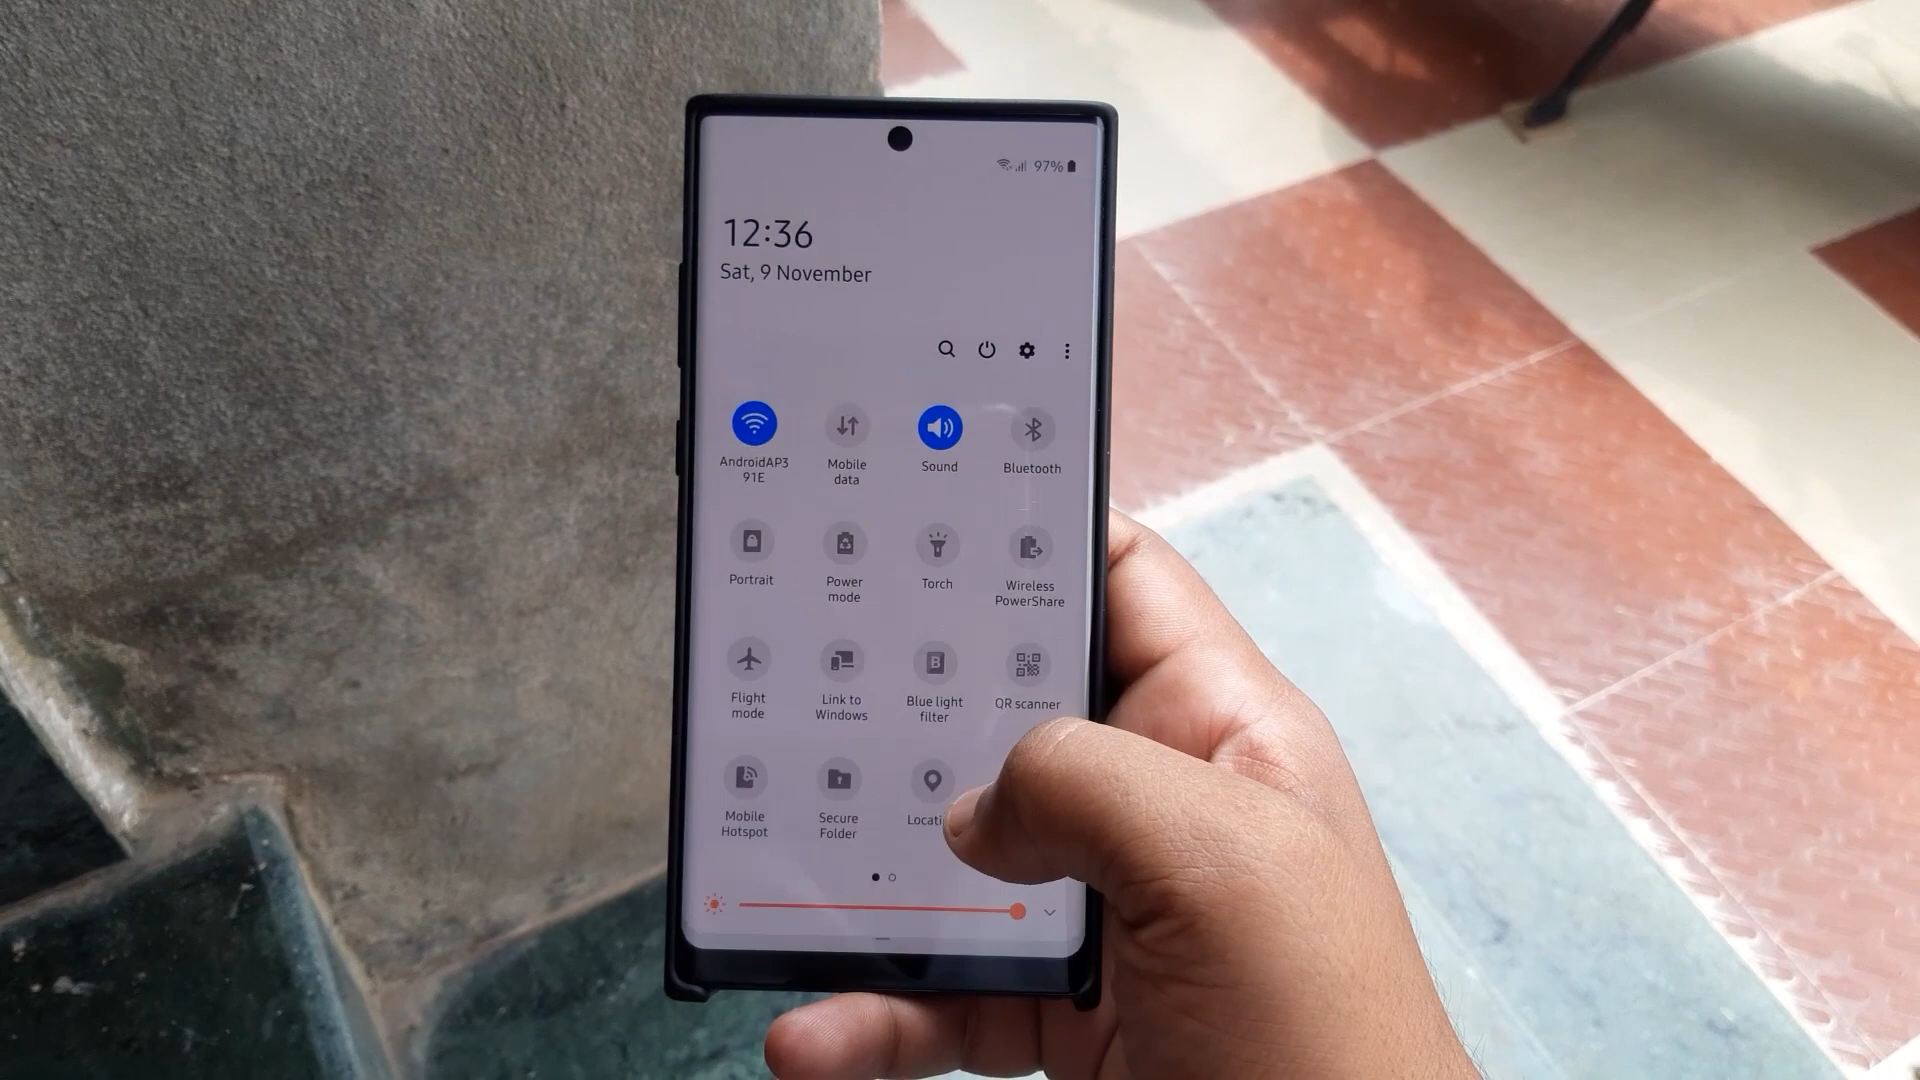 97%
12:36
Sat, 9 November
AndroidAP3
91E
Mobile
data
Sound
Bluetooth
Portrait
Power
mode
Torch
Wireless
PowerShare
Flight
mode
Link to
Windows
Blue light
filter
QR scanner
Mobile
Hotspot
Secure
Folder
Locati